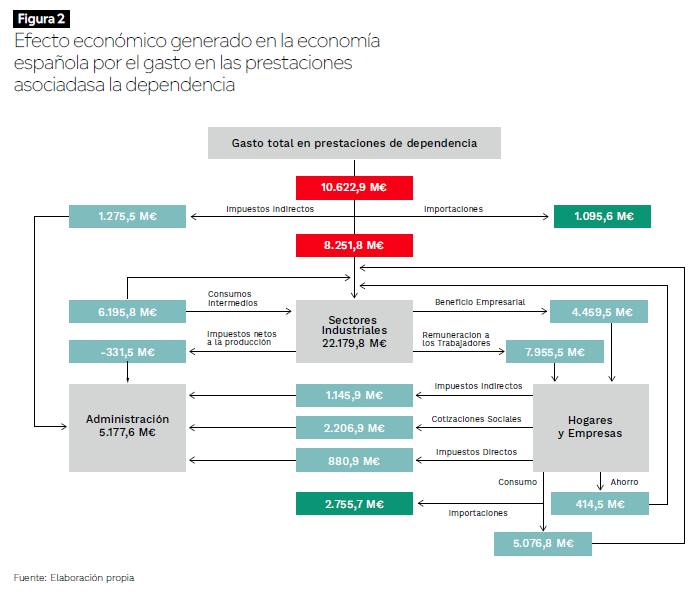 Figura 2
Efecto económico generado en la economía
española por el gasto en las prestaciones
asociadasa la dependencia
Gasto total en prestaciones de dependencia
10.622,9 M€
1.275,5 M€
Impuestos Indirectos
Importaciones
1.095,6 M€
8.251,8 M€
6.195,8 M€
Consumos
Intermedios
Sectores
Industriales
22.179,8 M€
Beneficio Empresarial
4.459,5 M€
-331,5 M€
Impuestos netos
a la producción
Remuneracion a
los Trabajadores
7.955,5 M€
Administración
5.177,6 M€
1.145,9 M€
Impuestos Indirectos
2.206,9 M€
Cotizaciones Sociales
880,9 M€
Impuestos Directos
Hogares
y Empresas
Consumo
Ahorro
2.755,7 M€
Importaciones
414,5 M€
5.076,8 M€
Fuente: Elaboración propia